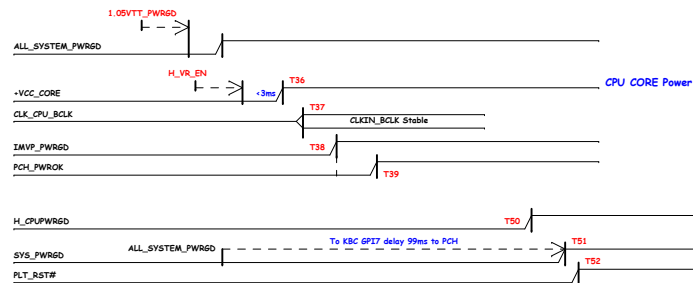 1.05VTT_PWRGD
ALL_SYSTEM_PWRGD
H_VR_EN
T36
CPU CORE Power
+VCC_CORE
<3ms
T37
CLK_CPU_BCLK
CLKIN_BCLK Stable
IMVP_PWRGD
T38
PCH_PWROK
T39
H_CPUPWRGD
T50
To KBC GPI7 delay 99ms to PCH
T51
ALL_SYSTEM_PWRGD
SYS_PWRGD
T52
PLT_RST#